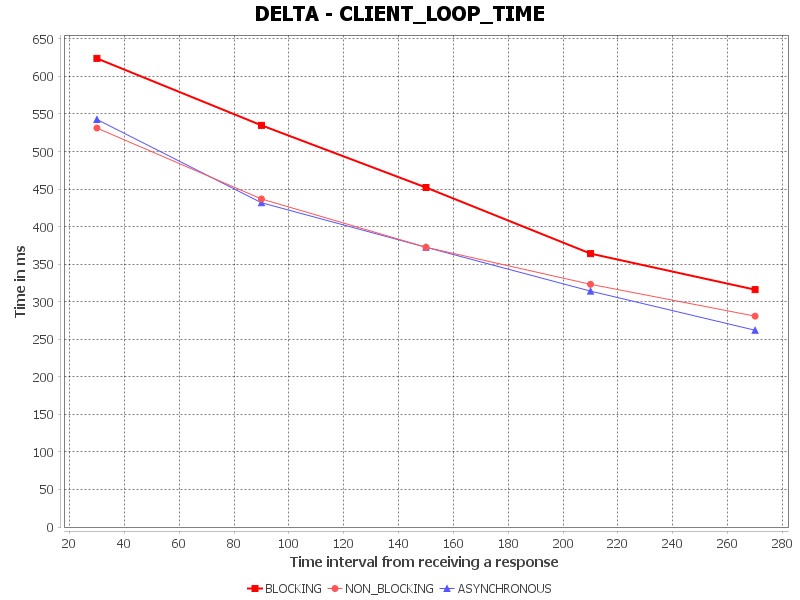 DELTA - CLIENT_LOOP_TIME
650
600
550
500
450
400
350
300
250
200
150
100
50
0
Time in ms
20 40 60 80 100 120 140 160 180 200 220 240 260 280
Time interval from receiving a response
BLOCKING NON_BLOCKING ASYNCHRONOUS